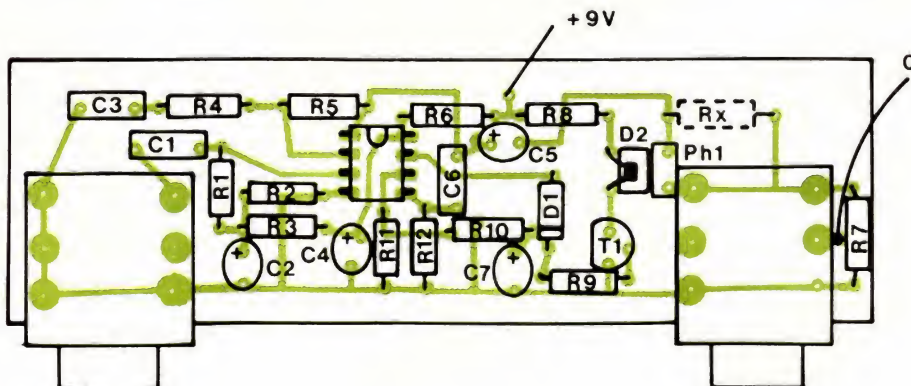 +9V
C
C3
R4
R5
R6
R8
Rx
D2
C1
C5
Ph1
R1
R2
C6
D1
R3
R11
R12
R10
T1
R7
C2
C4
C7
R9
+
+
+
+